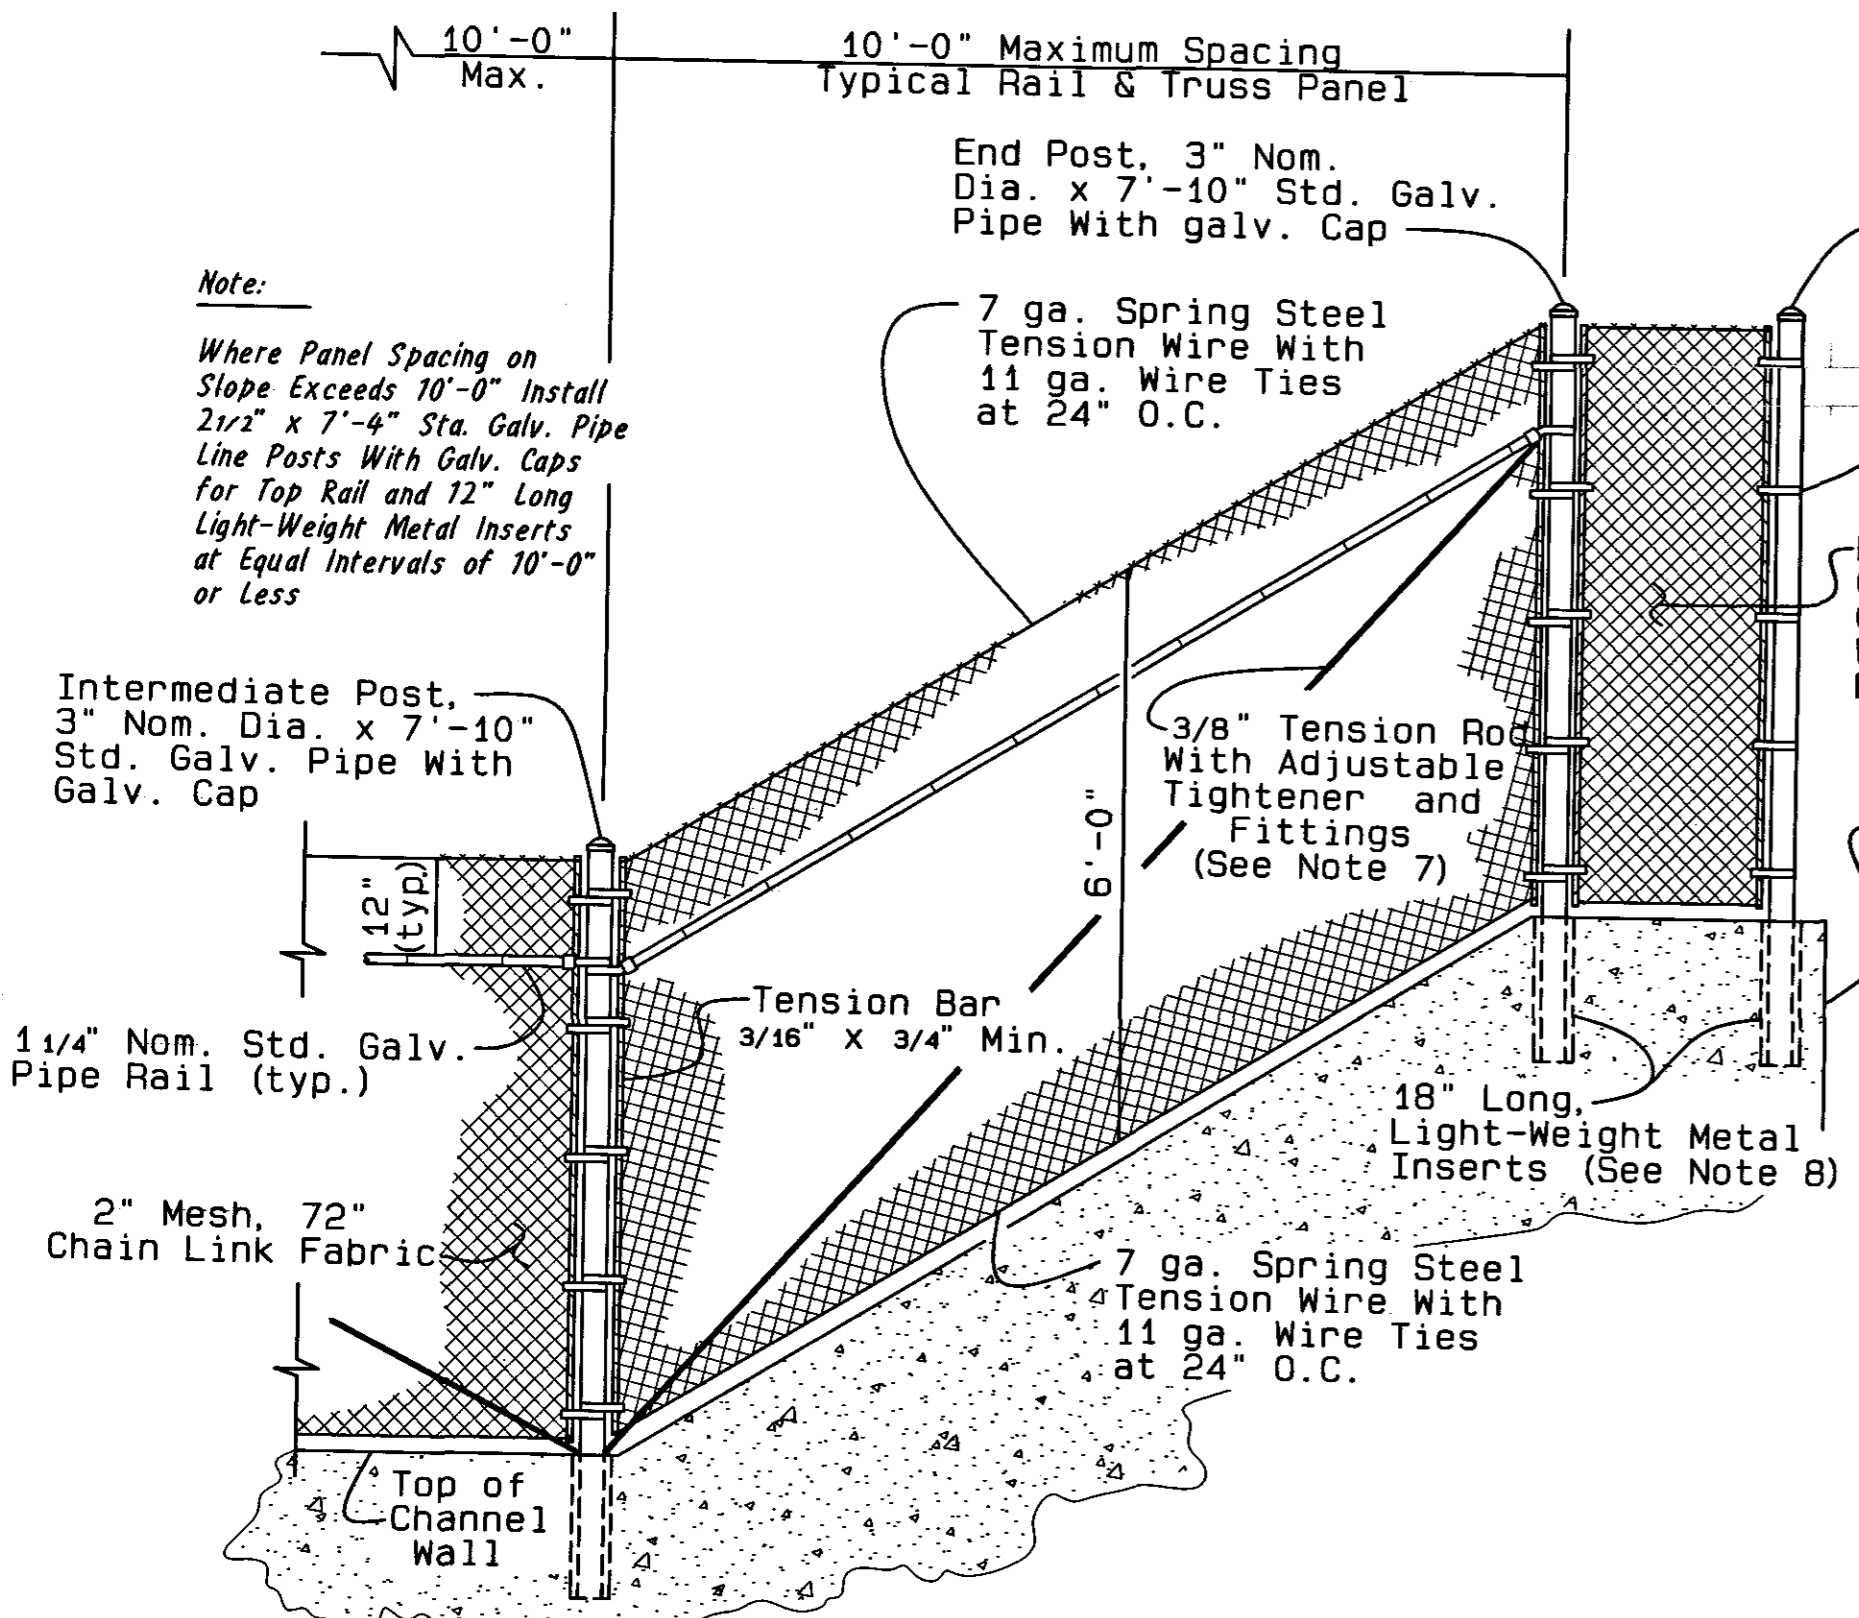 10'-0"
Max.
10'-0" Maximum Spacing
Typical Rail & Truss Panel
End Post, 3" Nom.
Dia. x 7'-10" Std. Galv.
Pipe With galv. Cap
Note:
Where Panel Spacing on
Slope Exceeds 10'-0" Install
2 1/2" x 7'-4" Sta. Galv. Pipe
Line Posts With Galv. Caps
for Top Rail and 12" Long
Light-Weight Metal Inserts
at Equal Intervals of 10'-0"
or Less
7 ga. Spring Steel
Tension Wire With
11 ga. Wire Ties
at 24" O.C.
Intermediate Post,
3" Nom. Dia. x 7'-10"
Std. Galv. Pipe With
Galv. Cap
3/8" Tension Rod
With Adjustable
Tightener and
Fittings
(See Note 7)
6'-0"
12"
(typ.)
Tension Bar
3/16" X 3/4" Min.
1 1/4" Nom. Std. Galv.
Pipe Rail (typ.)
18" Long,
Light-Weight Metal
Inserts (See Note 8)
2" Mesh, 72"
Chain Link Fabric
7 ga. Spring Steel
Tension Wire With
11 ga. Wire Ties
at 24" O.C.
Top of
Channel
Wall